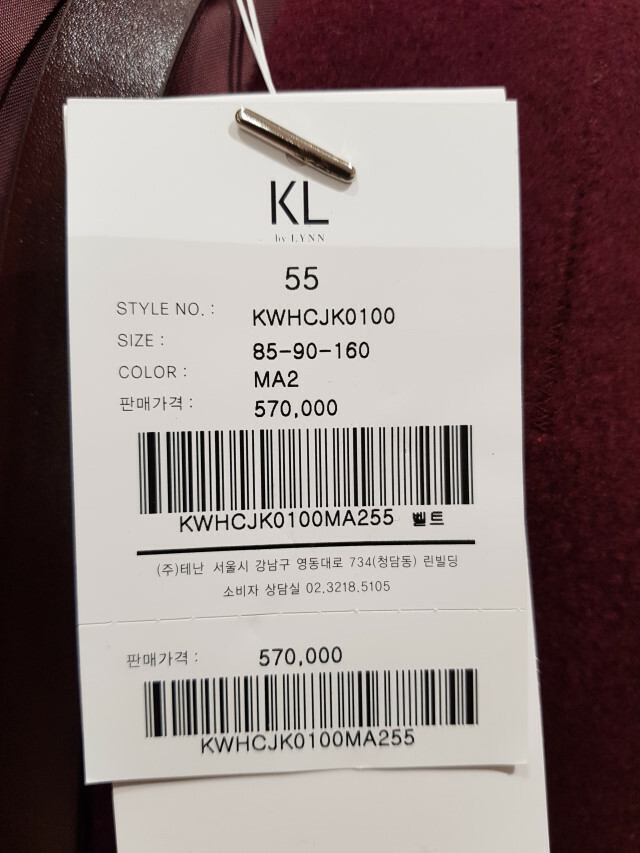 KL
by LYNN
55
STYLE NO. : KWHCJK0100
SIZE : 85-90-160
COLOR : MA2
판매가격 : 570,000
KWHCJK0100MA255 벨트
(주)테난 서울시 강남구 영동대로 734(청담동) 린빌딩
소비자 상담실 02.3218.5105
판매가격 : 570,000
KWHCJK0100MA255